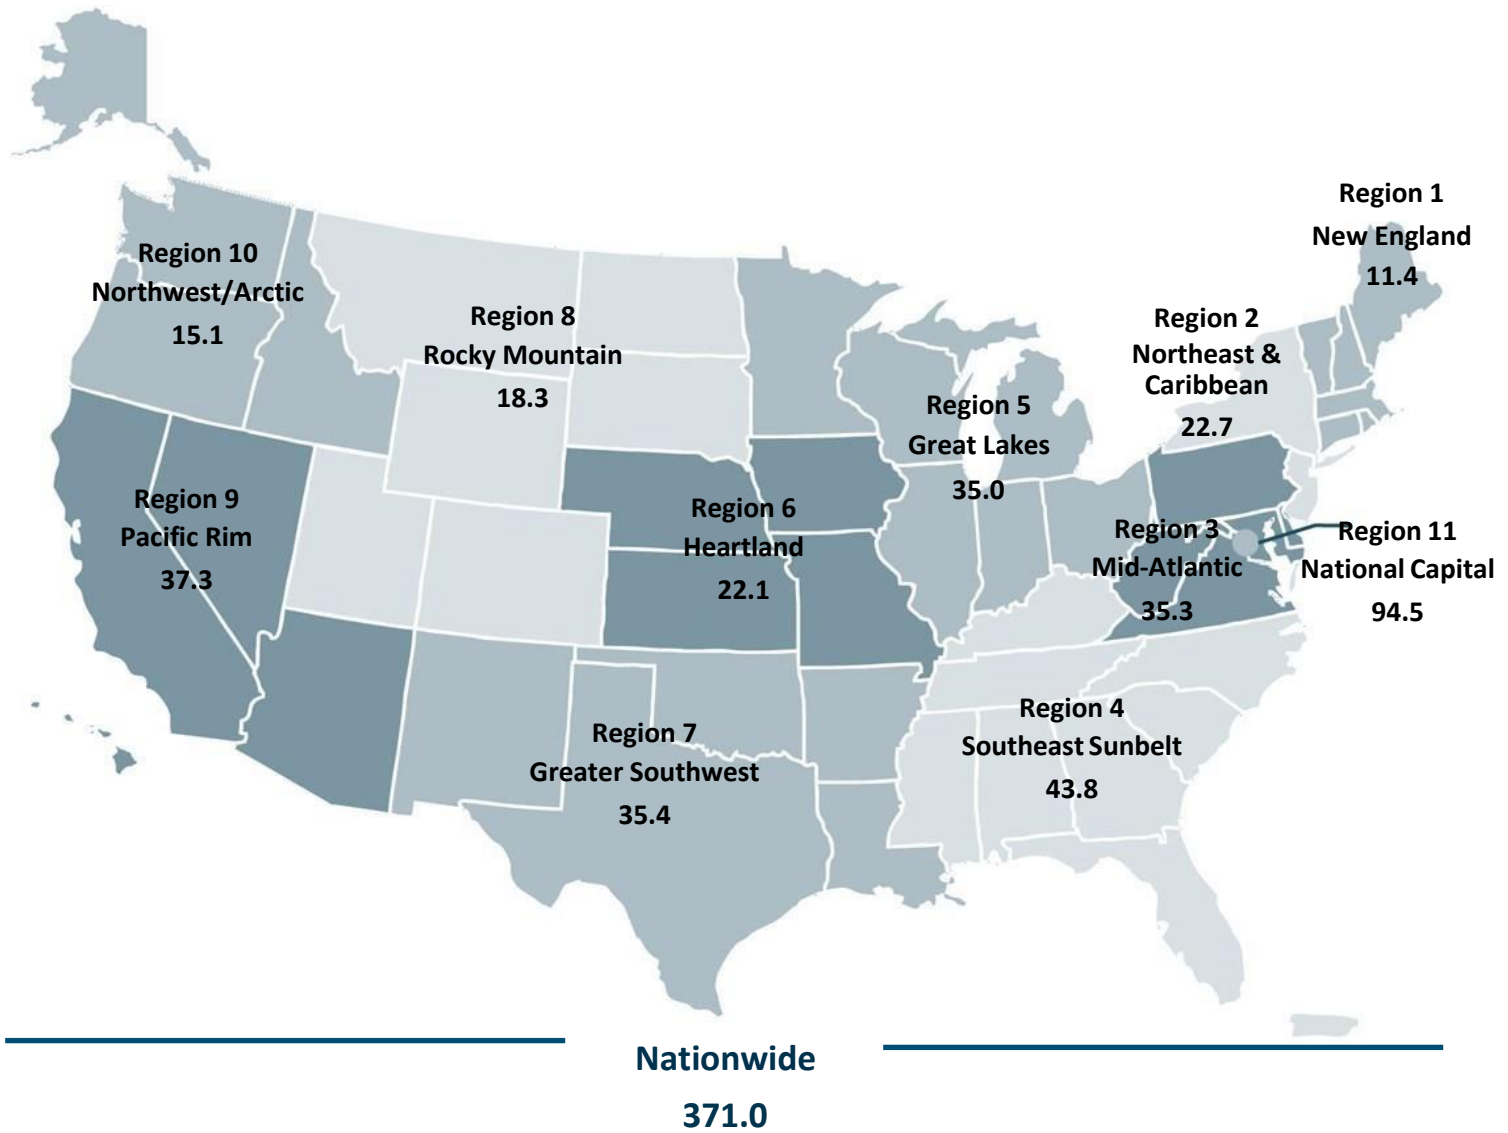 Region 1
New England
11.4
Region 10
Northwest/Arctic
15.1
Region 8
Rocky Mountain
18.3
Region 2
Northeast &
Caribbean
22.7
Region 5
Great Lakes
35.0
Region 9
Pacific Rim
37.3
Region 6
Heartland
22.1
Region 3
Mid-Atlantic
35.3
Region 11
National Capital
94.5
Region 7
Greater Southwest
35.4
Region 4
Southeast Sunbelt
43.8
Nationwide
371.0